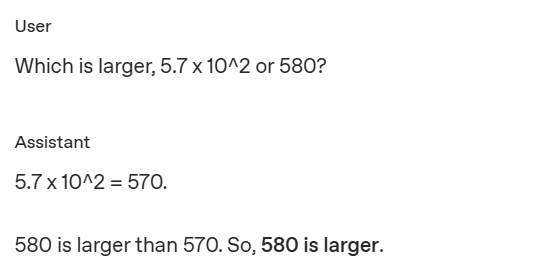 User
Which is larger, 5.7 x 10^2 or 580?
Assistant
5.7 x 10^2 = 570.
580 is larger than 570. So, 580 is larger.